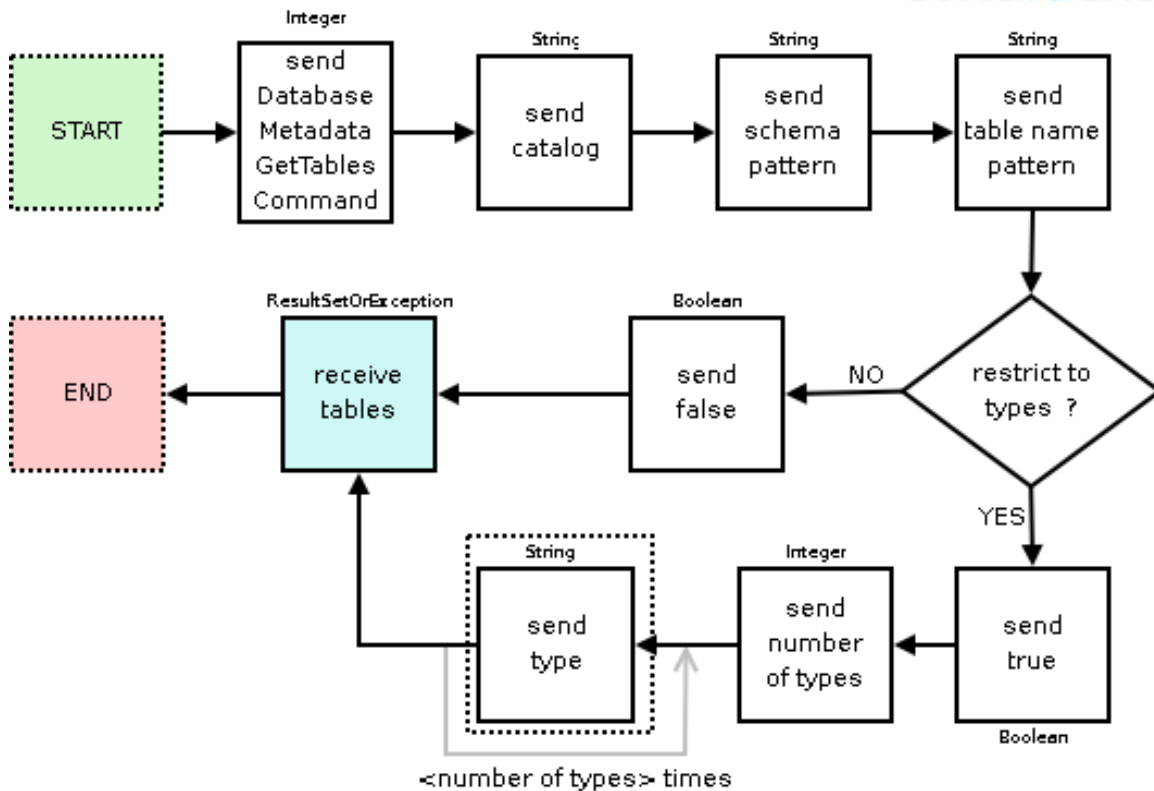 Integer
send
Database
Metadata
GetTables
Command
String
send
catalog
String
send
schema
pattern
String
send
table name
pattern
START
restrict to
types ?
NO
Boolean
send
false
ResultSetOrException
receive
tables
END
YES
send
true
Boolean
Integer
send
number
of types
String
send
type
<number of types> times